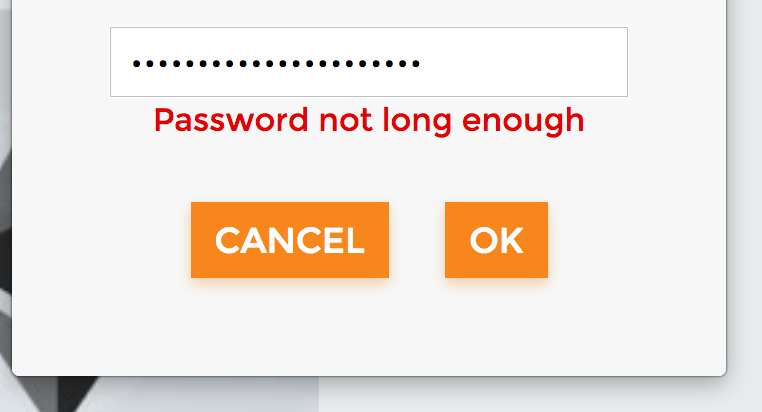 ••••••••••••••••••••••
Password not long enough
CANCEL OK